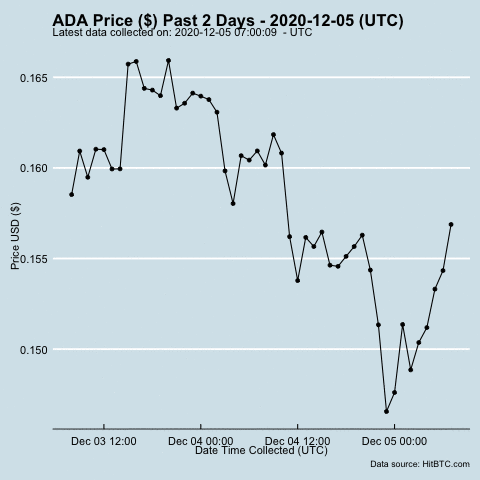 ADA Price ($) Past 2 Days - 2020-12-05 (UTC)
Latest data collected on: 2020-12-05 07:00:09 - UTC
0.165
0.160
0.155
0.150
Price USD ($)
Dec 03 12:00 Dec 04 00:00 Dec 04 12:00 Dec 05 00:00
Date Time Collected (UTC)
Data source: HitBTC.com